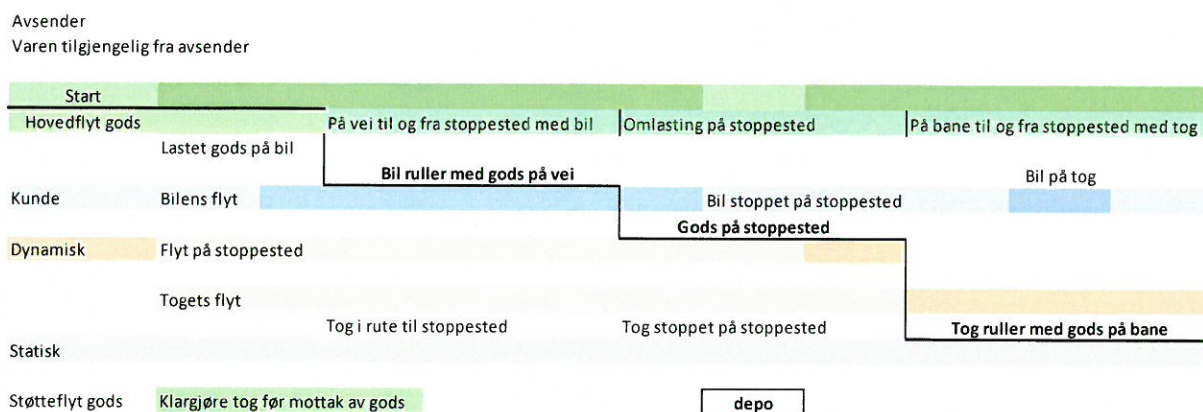 Avsender
Varen tilgjengelig fra avsender
Start
Hovedflyt gods På vei til og fra stoppested med bil Omlasting på stoppested På bane til og fra stoppested med tog
Lastet gods på bil
Bil ruller med gods på vei Bil på tog
Kunde Bilens flyt Bil stoppet på stoppested
Gods på stoppested
Dynamisk Flyt på stoppested
Togets flyt
Tog i rute til stoppested Tog stoppet på stoppested Tog ruller med gods på bane
Statisk
Støtteflyt gods Klargjøre tog før mottak av gods depo